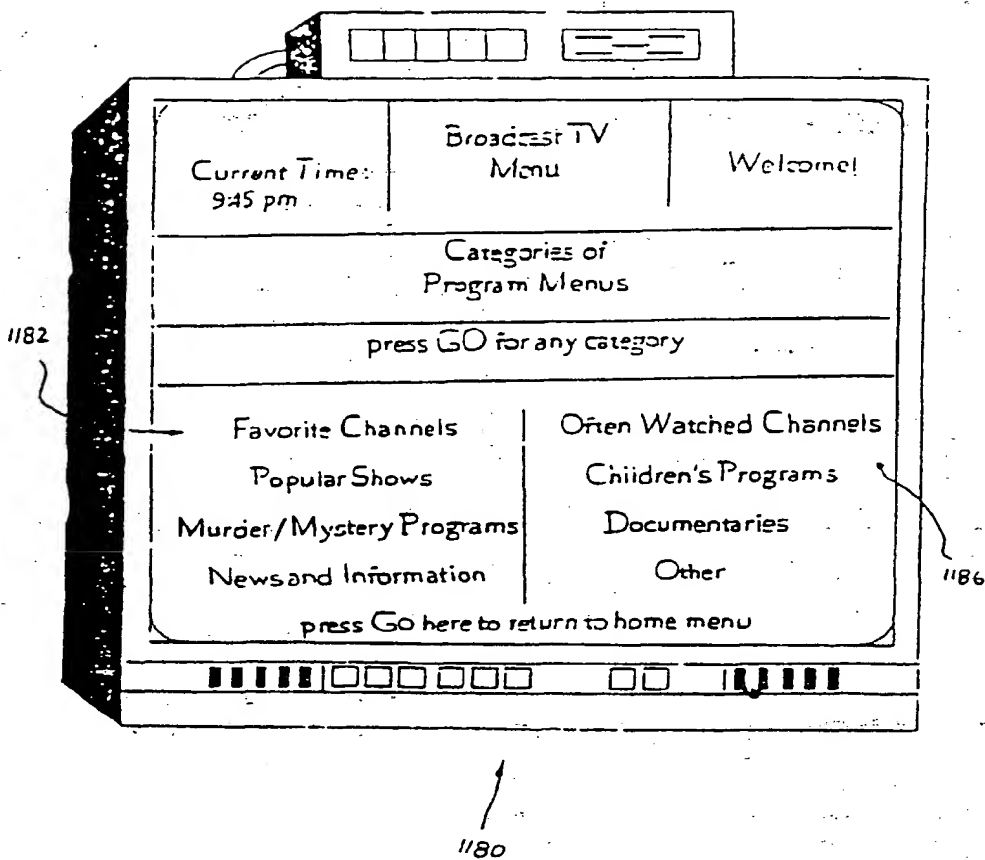 Broadcast TV
Menu
Current Time:
9:45 pm
Welcome!
Categories of
Program Menus
press GO for any category
1182
Favorite Channels
Often Watched Channels
Popular Shows
Children's Programs
Murder/Mystery Programs
Documentaries
News and Information
Other
1186
press Go here to return to home menu
1180